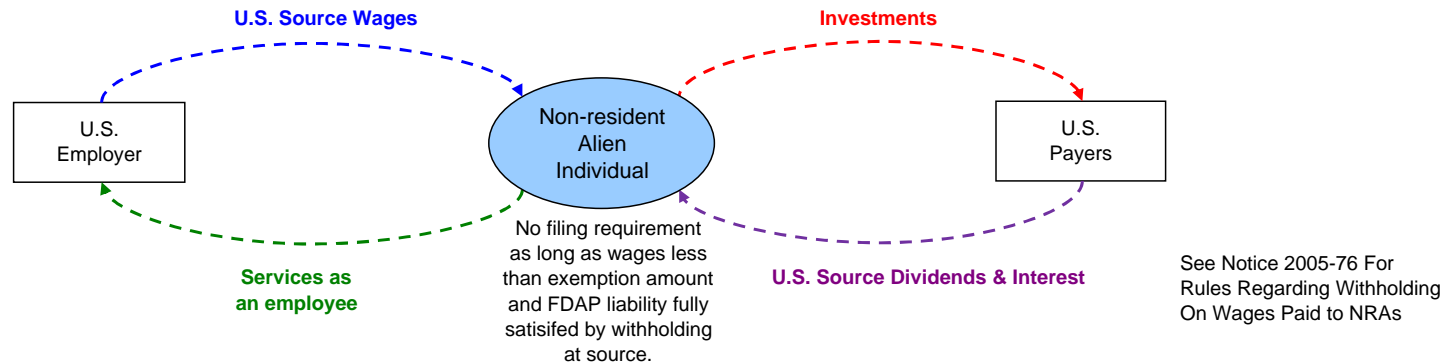 U.S. Source Wages
Investments
U.S.
Employer
Non-resident
Alien
Individual
U.S.
Payers
No filing requirement
as long as wages less
than exemption amount
and FDAP liability fully
satisifed by withholding
at source.
Services as
an employee
U.S. Source Dividends & Interest
See Notice 2005-76 For
Rules Regarding Withholding
On Wages Paid to NRAs